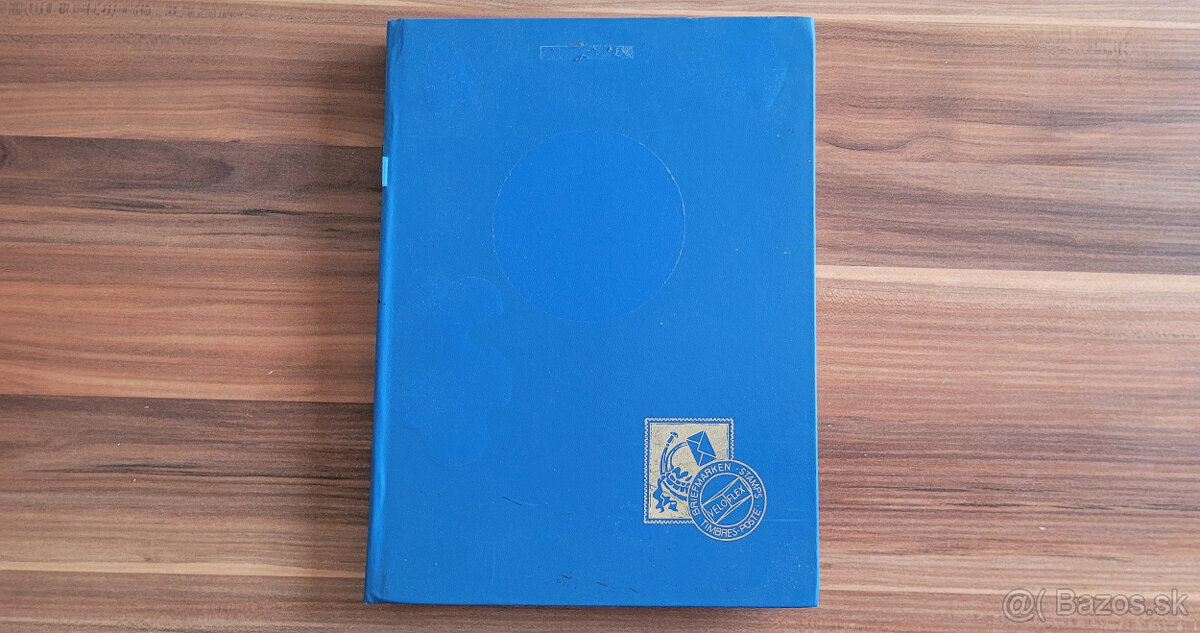 BRIEFMARKEN · STAMPS · TIMBRES-POSTE ·
VELOFLEX
@( Bazos.sk